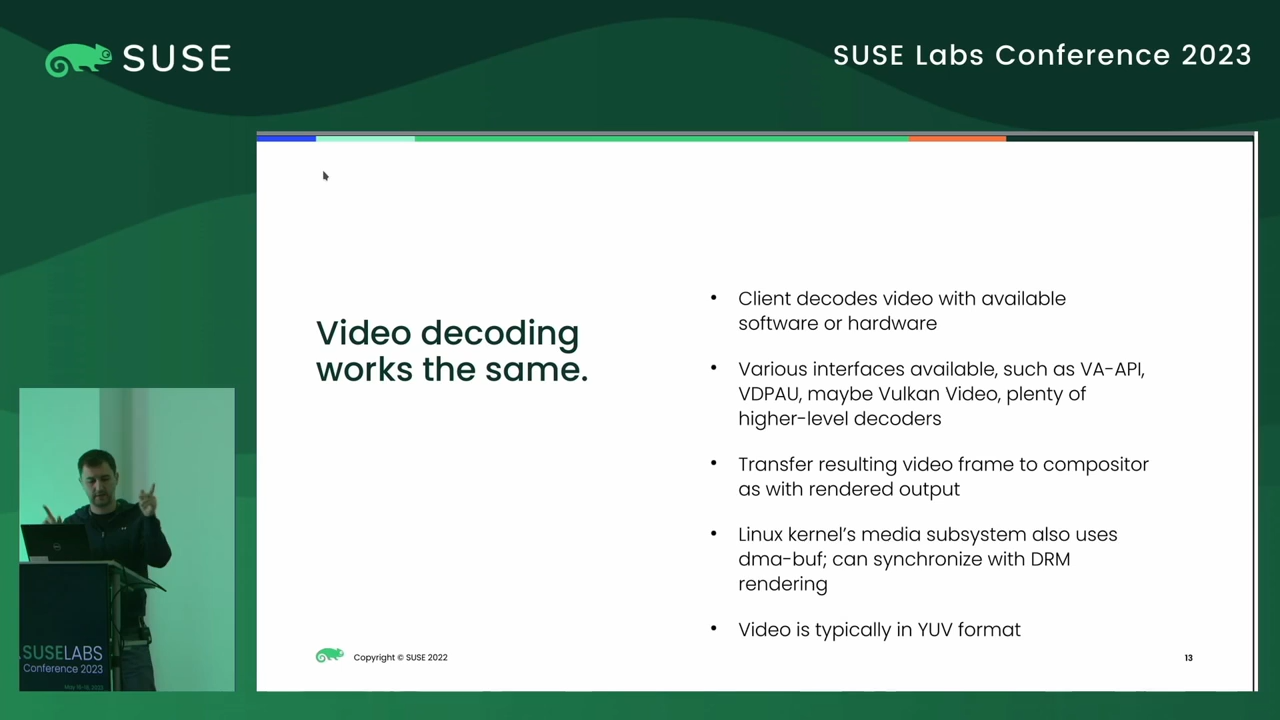 SUSE
SUSE Labs Conference 2023
Video decoding
works the same.
• Client decodes video with available
software or hardware
• Various interfaces available, such as VA-API,
VDPAU, maybe Vulkan Video, plenty of
higher-level decoders
• Transfer resulting video frame to compositor
as with rendered output
• Linux kernel’s media subsystem also uses
dma-buf; can synchronize with DRM
rendering
• Video is typically in YUV format
Copyright © SUSE 2022
13
SUSELABS
Conference 2023